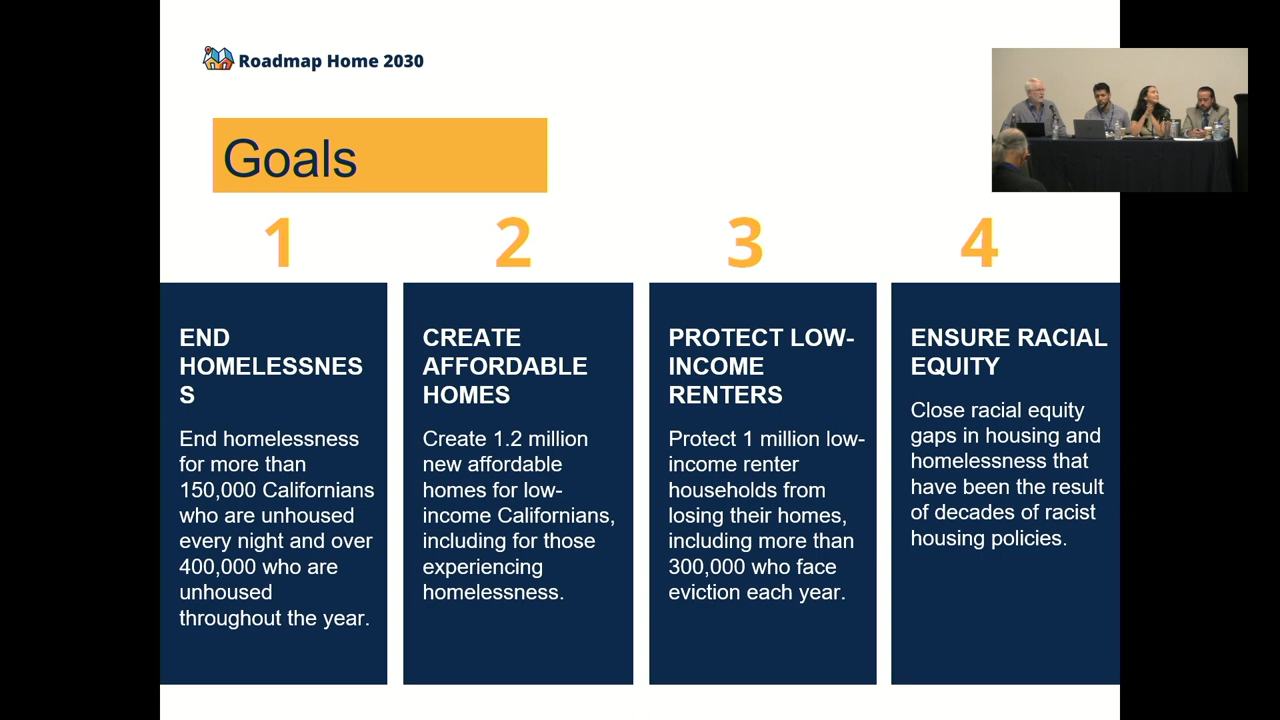 Roadmap Home 2030
Goals
1
2
3
4
END
HOMELESSNES
S
End homelessness
for more than
150,000 Californians
who are unhoused
every night and over
400,000 who are
unhoused
throughout the year.
CREATE
AFFORDABLE
HOMES
Create 1.2 million
new affordable
homes for low-
income Californians,
including for those
experiencing
homelessness.
PROTECT LOW-
INCOME
RENTERS
Protect 1 million low-
income renter
households from
losing their homes,
including more than
300,000 who face
eviction each year.
ENSURE RACIAL
EQUITY
Close racial equity
gaps in housing and
homelessness that
have been the result
of decades of racist
housing policies.